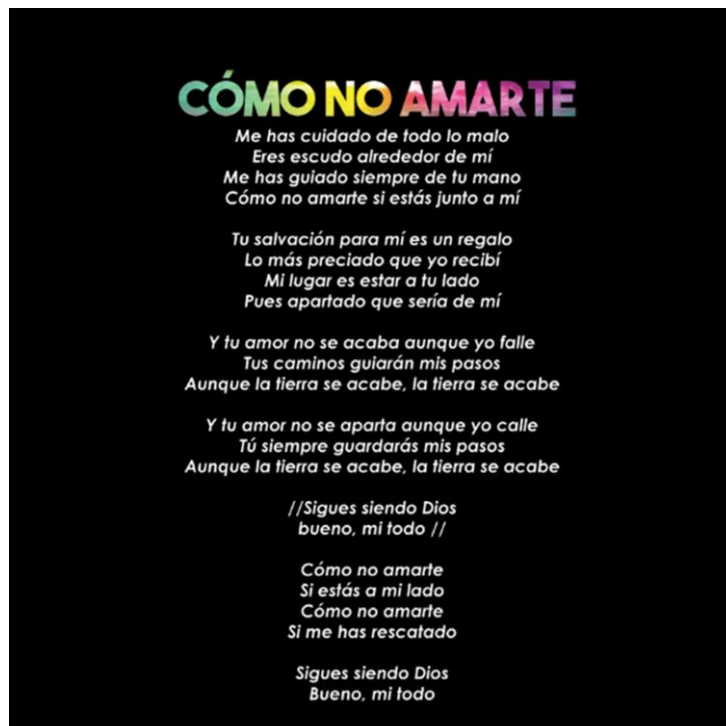 CÓMO NO AMARTE
Me has cuidado de todo lo malo
Eres escudo alrededor de mí
Me has guiado siempre de tu mano
Cómo no amarte si estás junto a mí
Tu salvación para mí es un regalo
Lo más preciado que yo recibí
Mi lugar es estar a tu lado
Pues apartado que sería de mí
Y tu amor no se acaba aunque yo falle
Tus caminos guiarán mis pasos
Aunque la tierra se acabe, la tierra se acabe
Y tu amor no se aparta aunque yo calle
Tú siempre guardarás mis pasos
Aunque la tierra se acabe, la tierra se acabe
//Sigues siendo Dios
bueno, mi todo //
Cómo no amarte
Si estás a mi lado
Cómo no amarte
Si me has rescatado
Sigues siendo Dios
Bueno, mi todo